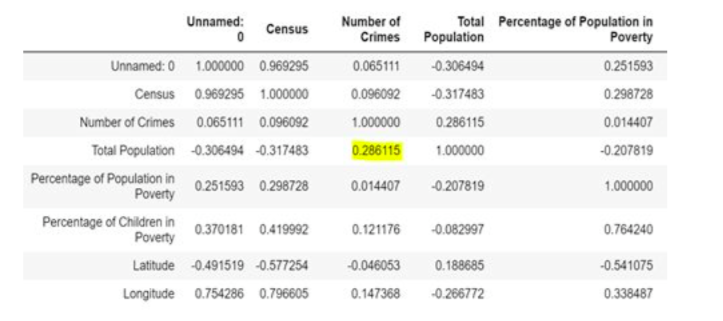 Unnamed: 0 Census Number of Crimes Total Population Percentage of Population in Poverty
Unnamed: 0 1.000000 0.969295 0.065111 -0.306494 0.251593
Census 0.969295 1.000000 0.096092 -0.317483 0.298728
Number of Crimes 0.065111 0.096092 1.000000 0.286115 0.014407
Total Population -0.306494 -0.317483 0.286115 1.000000 -0.207819
Percentage of Population in Poverty 0.251593 0.298728 0.014407 -0.207819 1.000000
Percentage of Children in Poverty 0.370181 0.419992 0.121176 -0.082997 0.764240
Latitude -0.491519 -0.577254 -0.046053 0.188685 -0.541075
Longitude 0.754286 0.796605 0.147368 -0.266772 0.338487